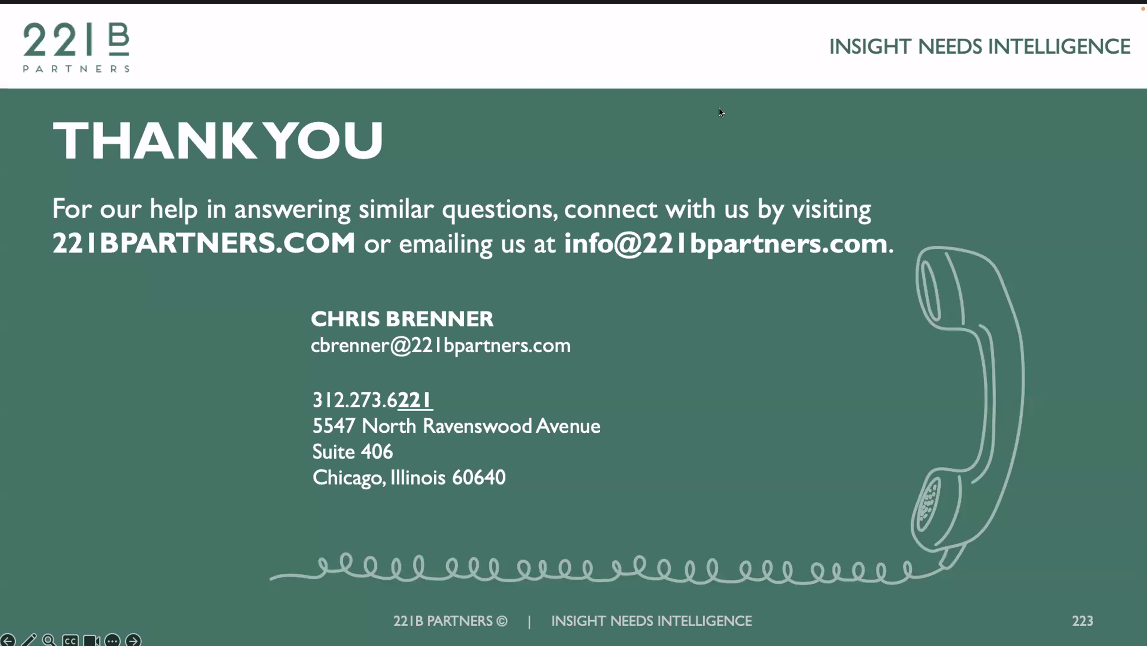 221B
PARTNERS
INSIGHT NEEDS INTELLIGENCE
THANK YOU
For our help in answering similar questions, connect with us by visiting
221BPARTNERS.COM or emailing us at info@221bpartners.com.
CHRIS BRENNER
cbrenner@221bpartners.com
312.273.6221
5547 North Ravenswood Avenue
Suite 406
Chicago, Illinois 60640
221B PARTNERS © | INSIGHT NEEDS INTELLIGENCE
223
CC